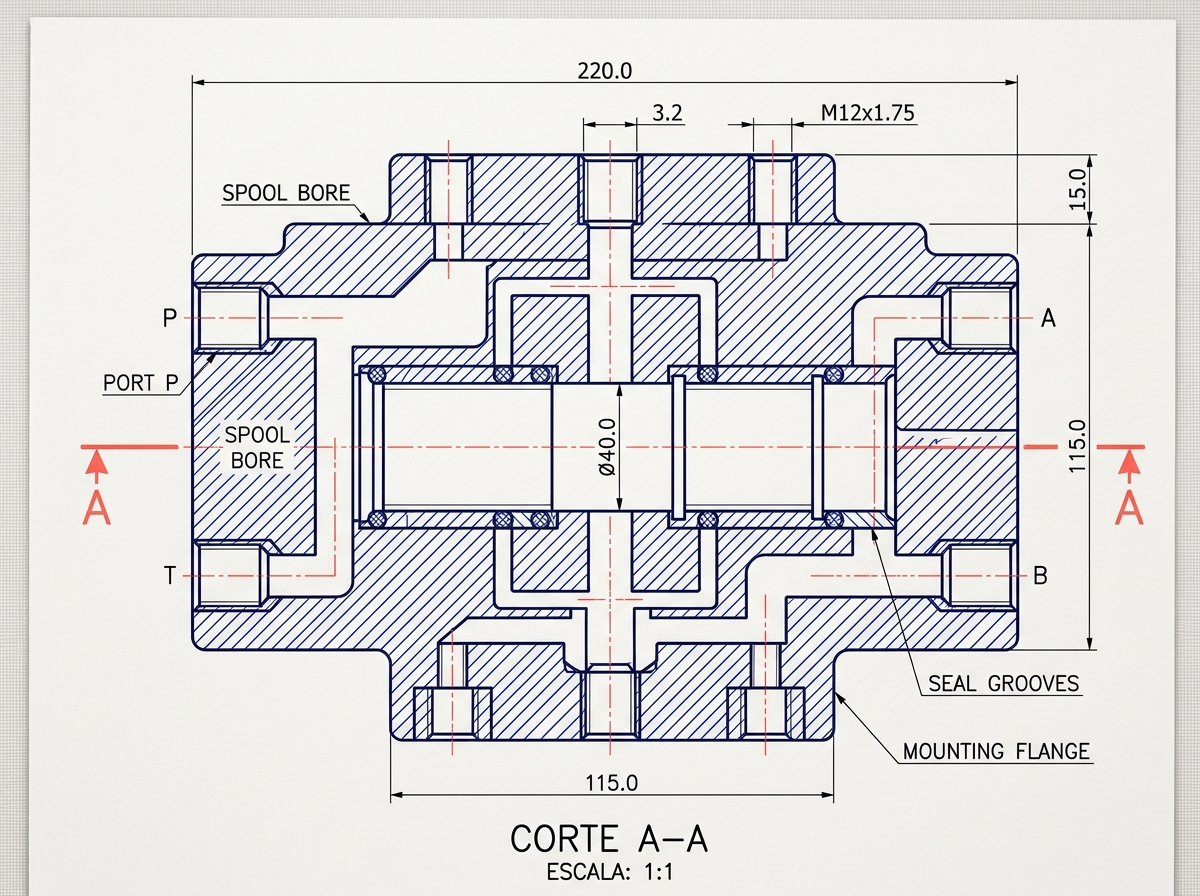 220.0
3.2
M12x1.75
15.0
SPOOL BORE
P
A
PORT P
SPOOL
BORE
Ø40.0
115.0
A
A
T
B
SEAL GROOVES
MOUNTING FLANGE
115.0
CORTE A–A
ESCALA: 1:1